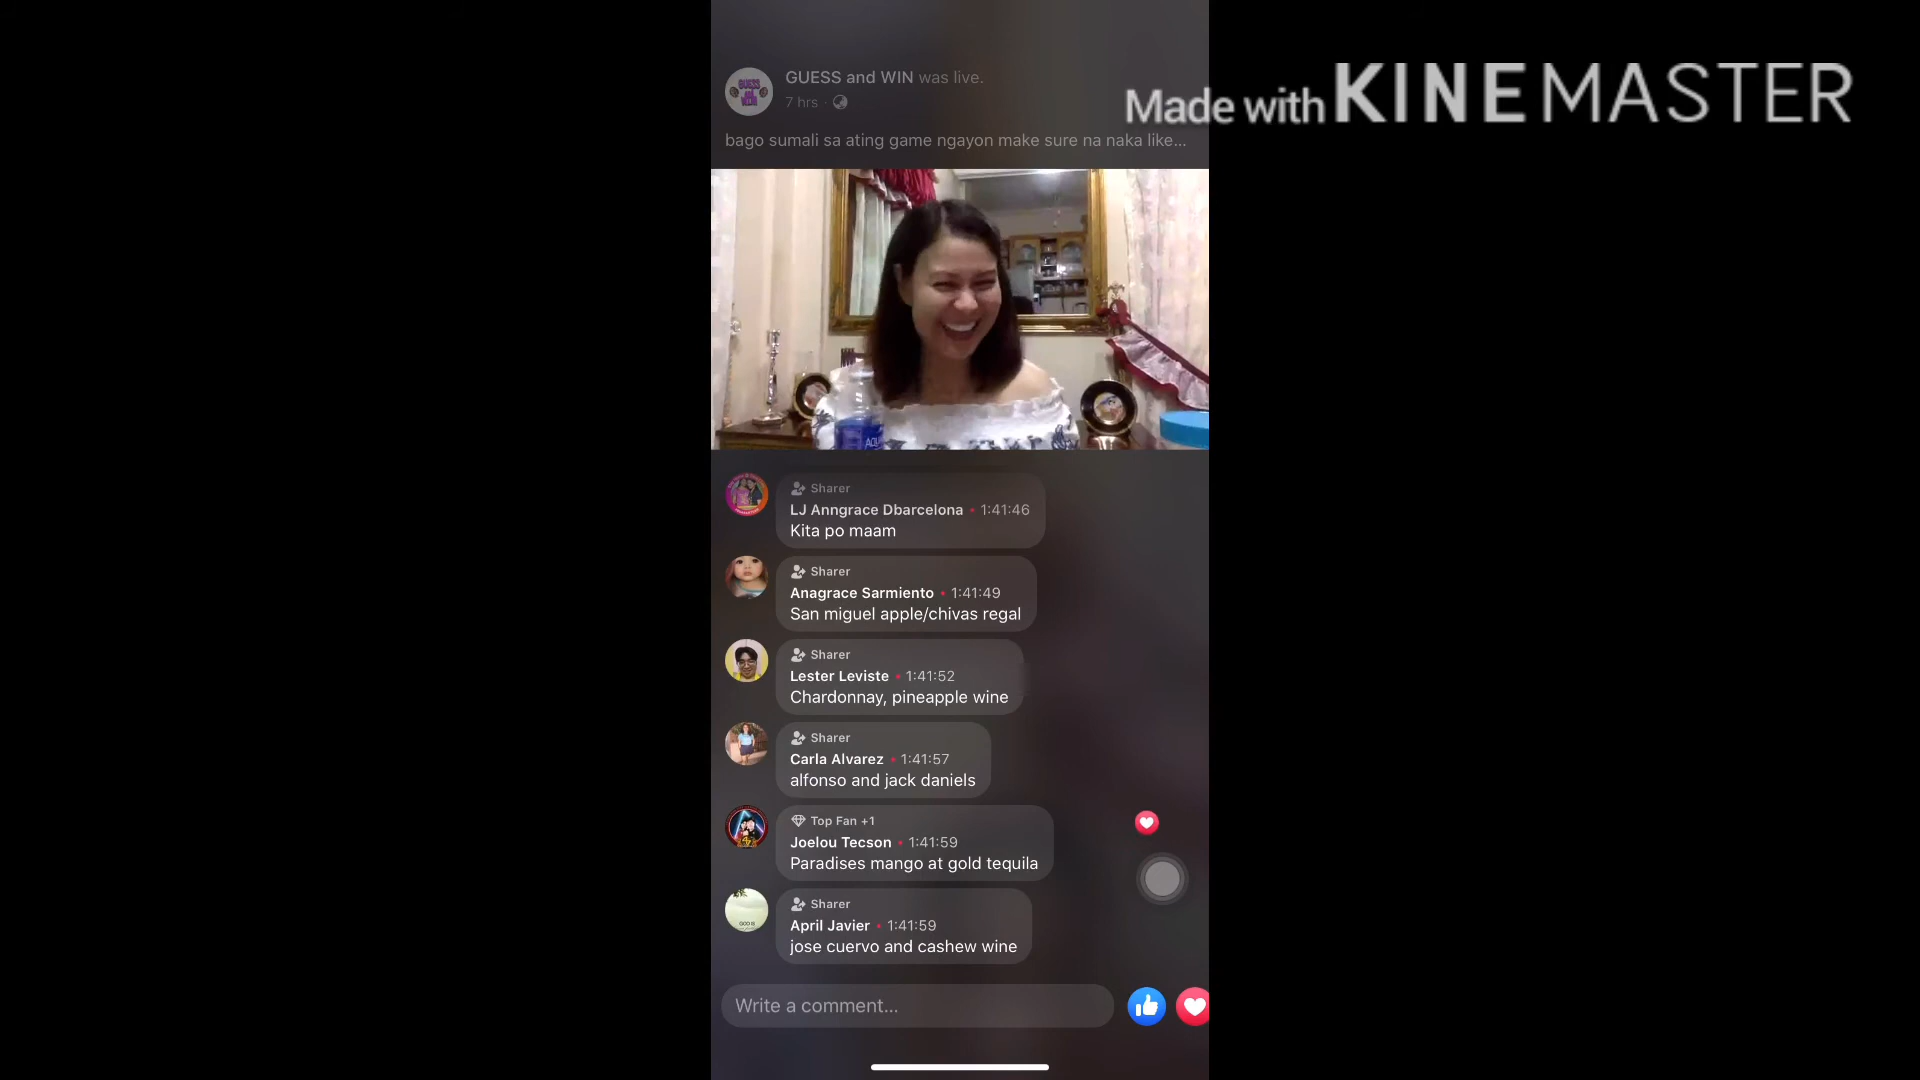 GUESS and WIN was live.
7 hrs ·
bago sumali sa ating game ngayon make sure na naka like...
Made with KINEMASTER
GUESS
WIN
Sharer
LJ Anngrace Dbarcelona • 1:41:46
Kita po maam
Sharer
Anagrace Sarmiento • 1:41:49
San miguel apple/chivas regal
Sharer
Lester Leviste • 1:41:52
Chardonnay, pineapple wine
Sharer
Carla Alvarez • 1:41:57
alfonso and jack daniels
Top Fan +1
Joelou Tecson • 1:41:59
Paradises mango at gold tequila
Sharer
April Javier • 1:41:59
jose cuervo and cashew wine
Write a comment...